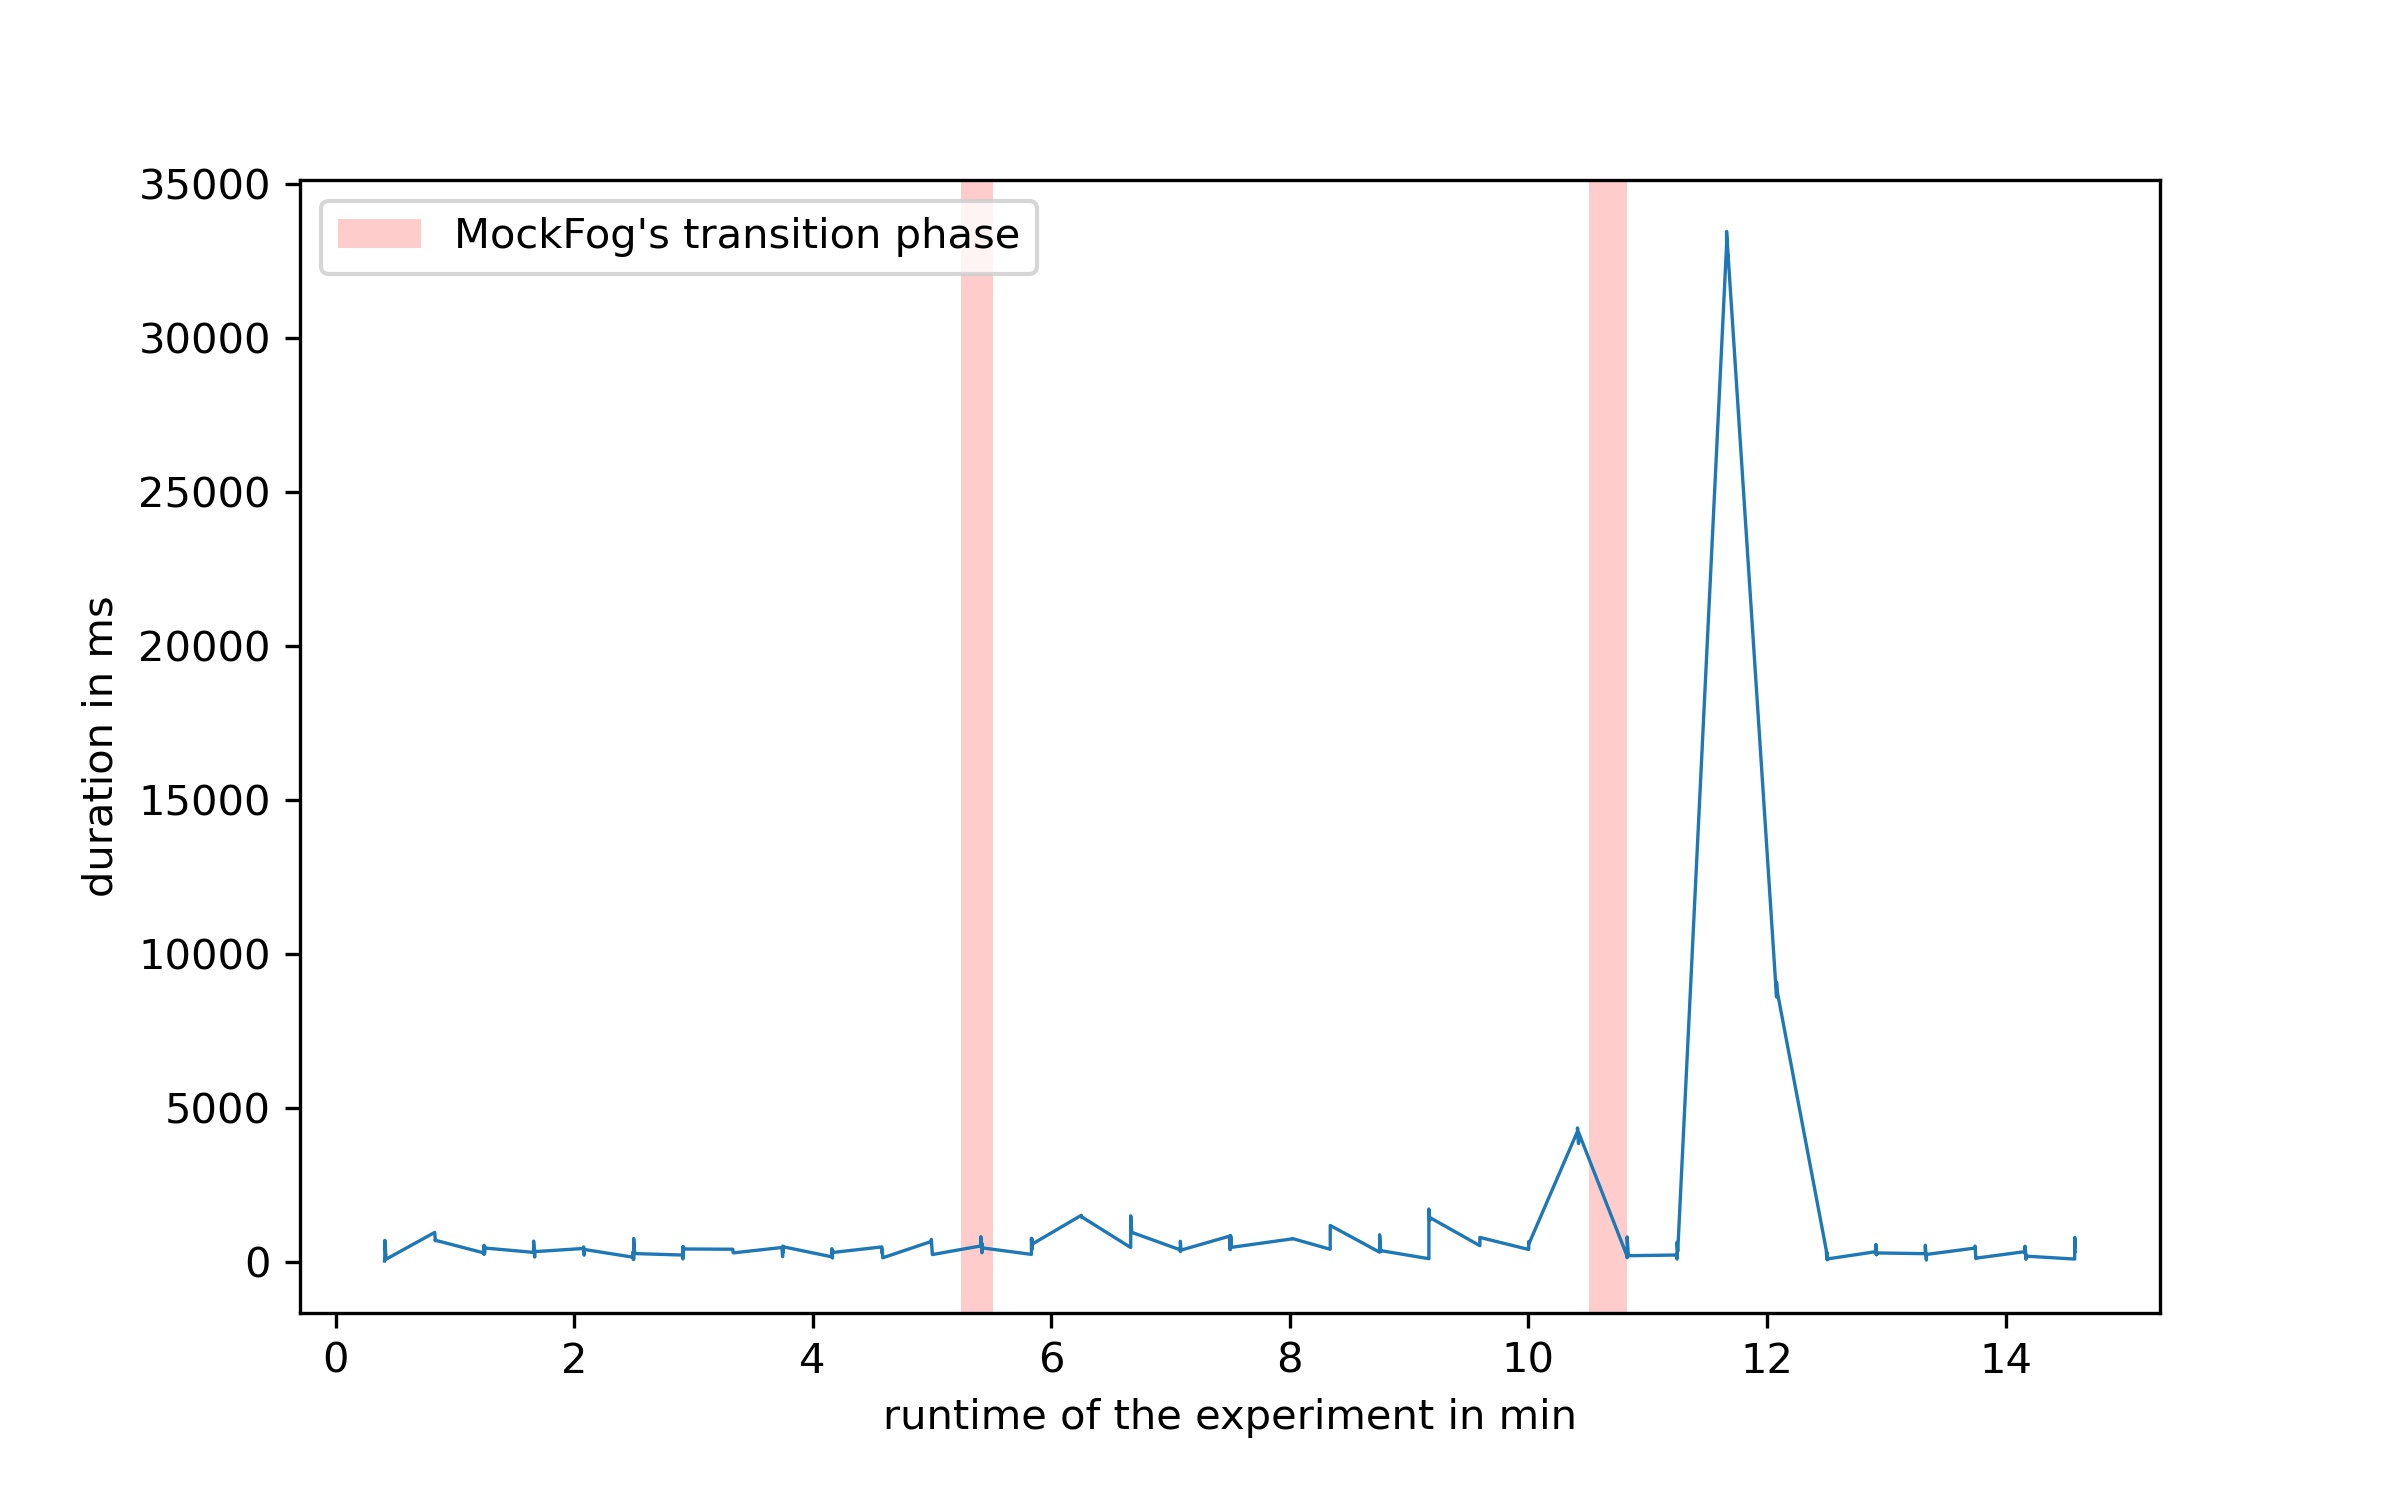 MockFog's transition phase
35000
30000
25000
20000
15000
10000
5000
0
duration in ms
0 2 4 6 8 10 12 14
runtime of the experiment in min